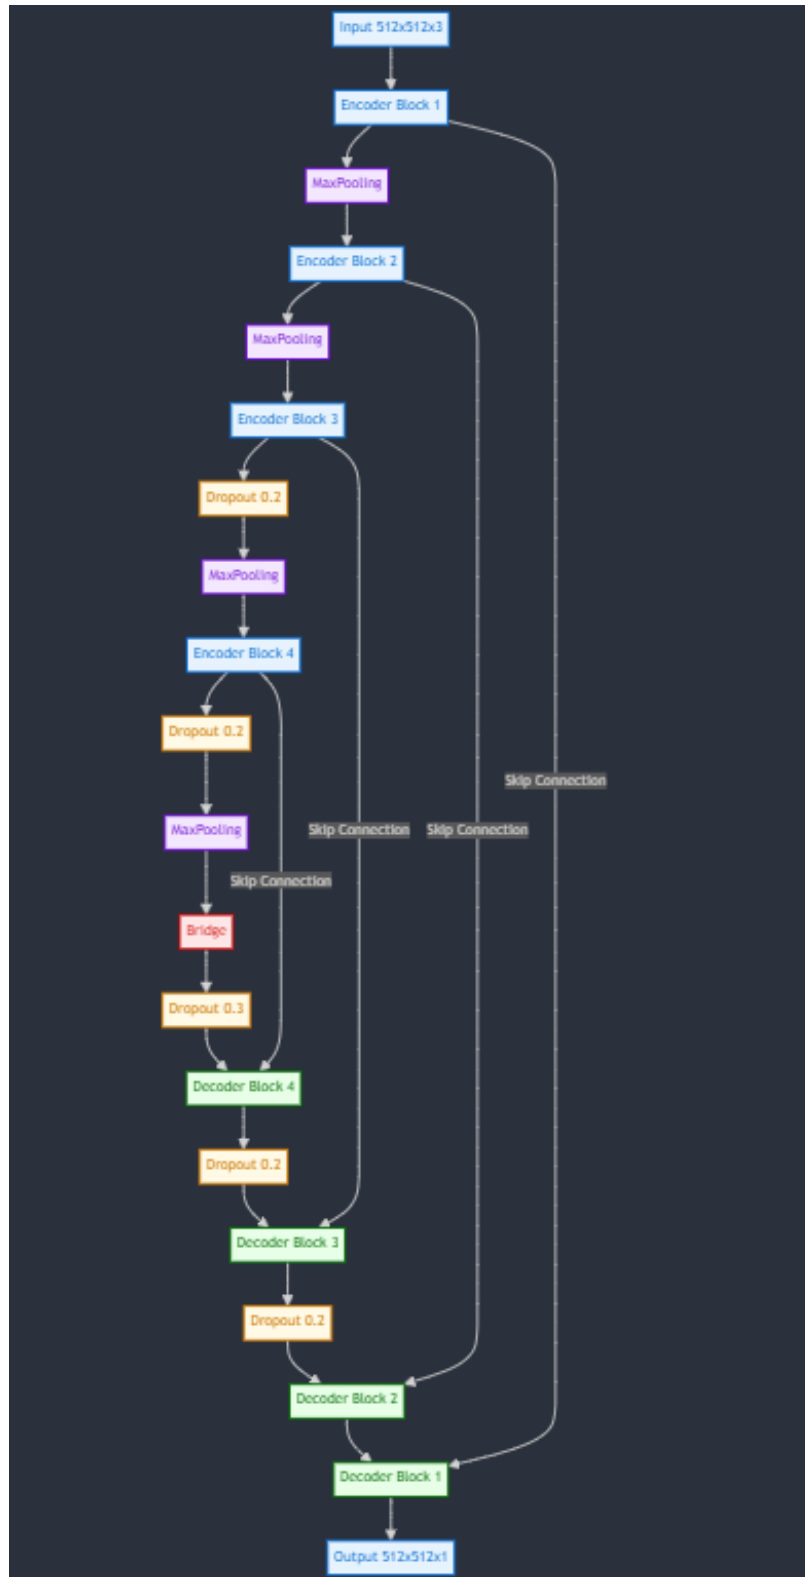 Input 512x512x3
Encoder Block 1
MaxPooling
Encoder Block 2
MaxPooling
Encoder Block 3
Dropout 0.2
MaxPooling
Encoder Block 4
Dropout 0.2
Skip Connection
MaxPooling
Skip Connection
Skip Connection
Skip Connection
Bridge
Dropout 0.3
Decoder Block 4
Dropout 0.2
Decoder Block 3
Dropout 0.2
Decoder Block 2
Decoder Block 1
Output 512x512x1